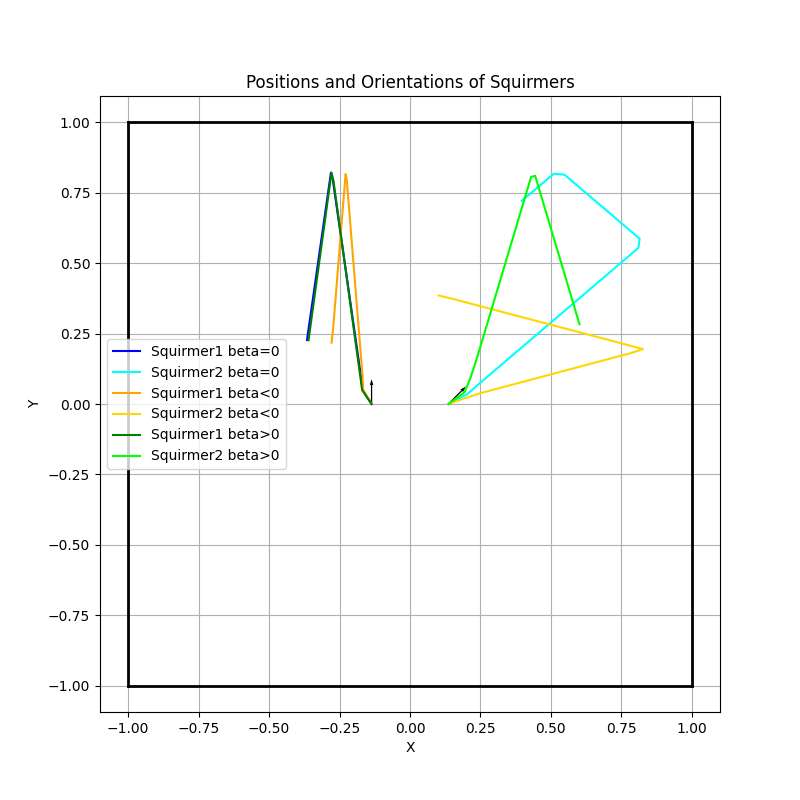 Positions and Orientations of Squirmers
1.00
0.75
0.50
0.25
0.00
−0.25
−0.50
−0.75
−1.00
Y
Squirmer1 beta=0
Squirmer2 beta=0
Squirmer1 beta<0
Squirmer2 beta<0
Squirmer1 beta>0
Squirmer2 beta>0
−1.00 −0.75 −0.50 −0.25 0.00 0.25 0.50 0.75 1.00
X